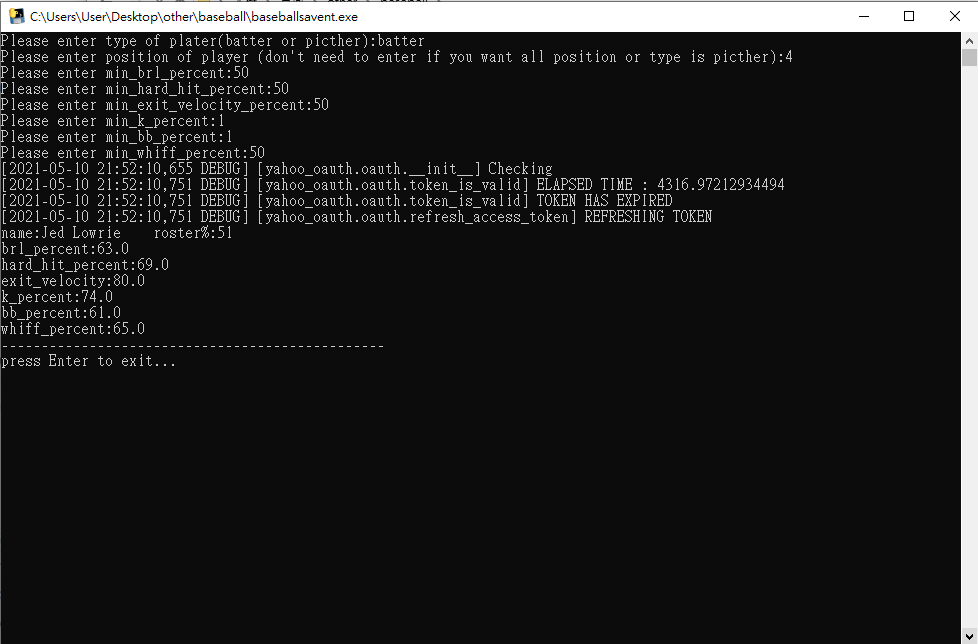 C:\Users\User\Desktop\other\baseball\baseballsavent.exe
Please enter type of plater(batter or picther):batter
Please enter position of player (don't need to enter if you want all position or type is picther):4
Please enter min_brl_percent:50
Please enter min_hard_hit_percent:50
Please enter min_exit_velocity_percent:50
Please enter min_k_percent:1
Please enter min_bb_percent:1
Please enter min_whiff_percent:50
[2021-05-10 21:52:10,655 DEBUG] [yahoo_oauth.oauth.__init__] Checking
[2021-05-10 21:52:10,751 DEBUG] [yahoo_oauth.oauth.token_is_valid] ELAPSED TIME : 4316.97212934494
[2021-05-10 21:52:10,751 DEBUG] [yahoo_oauth.oauth.token_is_valid] TOKEN HAS EXPIRED
[2021-05-10 21:52:10,751 DEBUG] [yahoo_oauth.oauth.refresh_access_token] REFRESHING TOKEN
name:Jed Lowrie    roster%:51
brl_percent:63.0
hard_hit_percent:69.0
exit_velocity:80.0
k_percent:74.0
bb_percent:61.0
whiff_percent:65.0
------------------------------------------------
press Enter to exit...